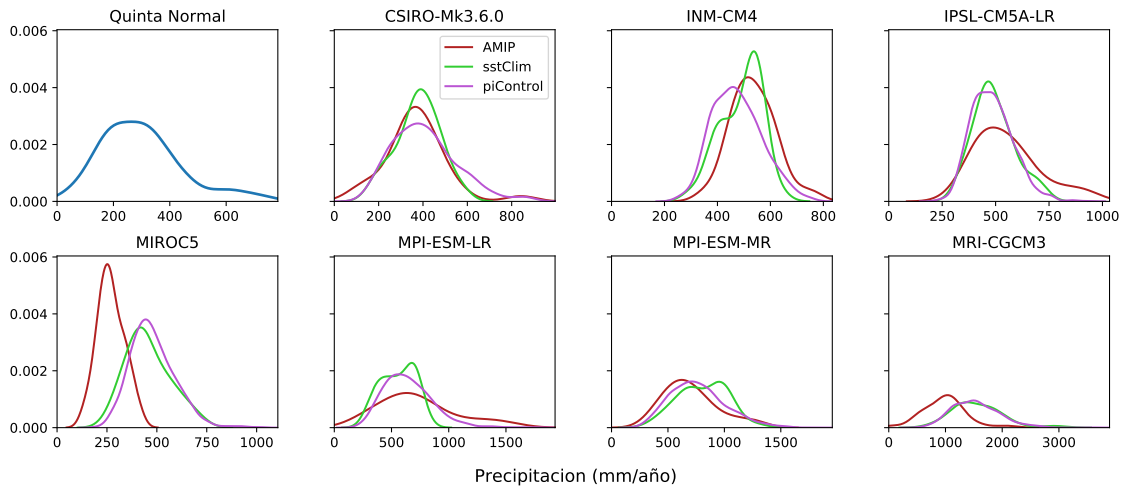 Quinta Normal CSIRO-Mk3.6.0 INM-CM4 IPSL-CM5A-LR
0.006
0.004
0.002
0.000
AMIP
sstClim
piControl
0 200 400 600 0 200 400 600 800 0 200 400 600 800 0 250 500 750 1000
MIROC5 MPI-ESM-LR MPI-ESM-MR MRI-CGCM3
0.006
0.004
0.002
0.000
0 250 500 750 1000 0 500 1000 1500 0 500 1000 1500 0 1000 2000 3000
Precipitacion (mm/año)